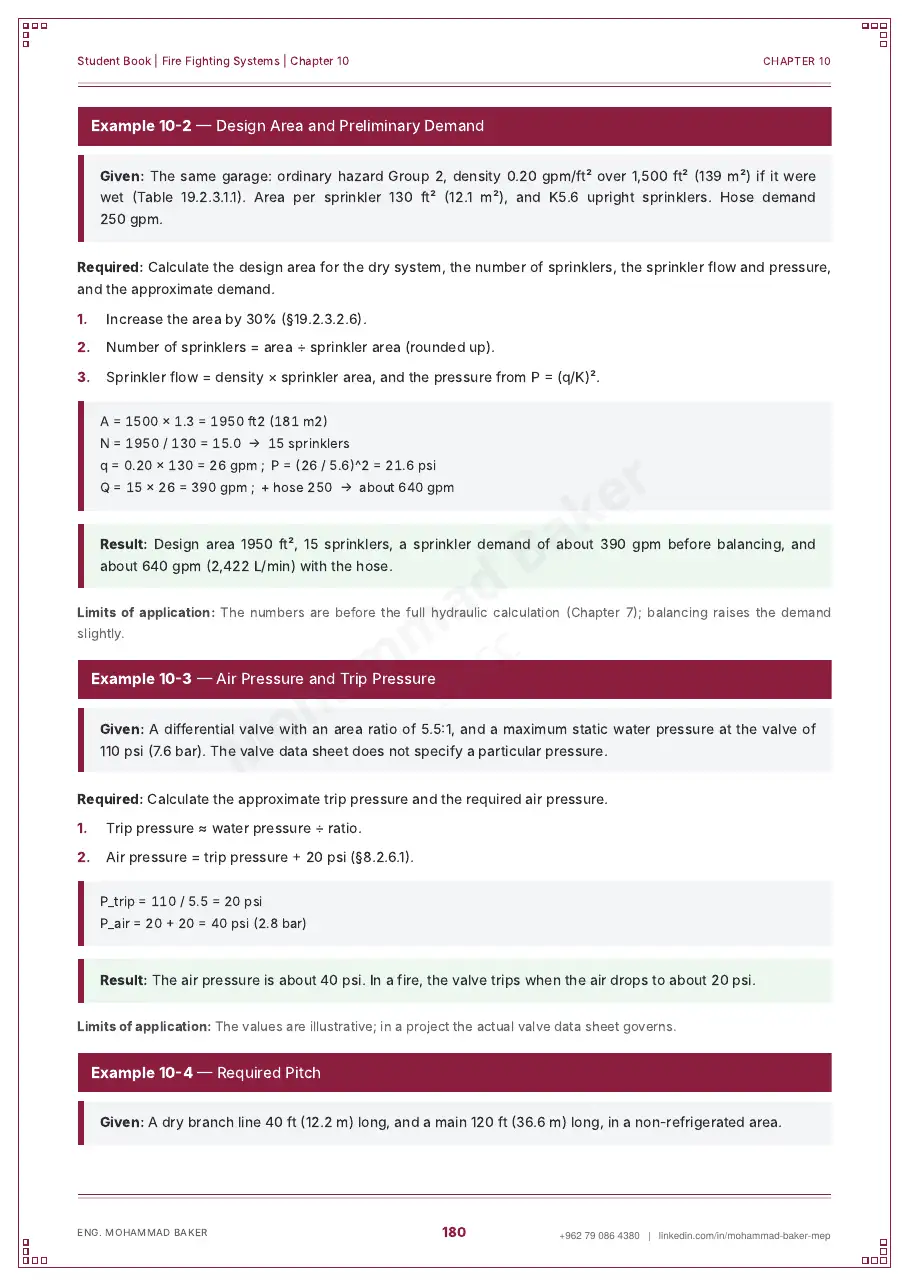 Student Book | Fire Fighting Systems | Chapter 10
CHAPTER 10
Example 10-2 — Design Area and Preliminary Demand
Given: The same garage: ordinary hazard Group 2, density 0.20 gpm/ft² over 1,500 ft² (139 m²) if it were
wet (Table 19.2.3.1.1). Area per sprinkler 130 ft² (12.1 m²), and K5.6 upright sprinklers. Hose demand
250 gpm.
Required: Calculate the design area for the dry system, the number of sprinklers, the sprinkler flow and pressure,
and the approximate demand.
1. Increase the area by 30% (§19.2.3.2.6).
2. Number of sprinklers = area ÷ sprinkler area (rounded up).
3. Sprinkler flow = density × sprinkler area, and the pressure from P = (q/K)².
A = 1500 × 1.3 = 1950 ft2 (181 m2)
N = 1950 / 130 = 15.0 → 15 sprinklers
q = 0.20 × 130 = 26 gpm ; P = (26 / 5.6)^2 = 21.6 psi
Q = 15 × 26 = 390 gpm ; + hose 250 → about 640 gpm
Result: Design area 1950 ft², 15 sprinklers, a sprinkler demand of about 390 gpm before balancing, and
about 640 gpm (2,422 L/min) with the hose.
Limits of application: The numbers are before the full hydraulic calculation (Chapter 7); balancing raises the demand
slightly.
Mohammad Baker
Example 10-3 — Air Pressure and Trip Pressure
Given: A differential valve with an area ratio of 5.5:1, and a maximum static water pressure at the valve of
110 psi (7.6 bar). The valve data sheet does not specify a particular pressure.
Required: Calculate the approximate trip pressure and the required air pressure.
1. Trip pressure ≈ water pressure ÷ ratio.
2. Air pressure = trip pressure + 20 psi (§8.2.6.1).
P_trip = 110 / 5.5 = 20 psi
P_air = 20 + 20 = 40 psi (2.8 bar)
Result: The air pressure is about 40 psi. In a fire, the valve trips when the air drops to about 20 psi.
Limits of application: The values are illustrative; in a project the actual valve data sheet governs.
Example 10-4 — Required Pitch
Given: A dry branch line 40 ft (12.2 m) long, and a main 120 ft (36.6 m) long, in a non-refrigerated area.
ENG. MOHAMMAD BAKER
180
+962 79 086 4380 | linkedin.com/in/mohammad-baker-mep